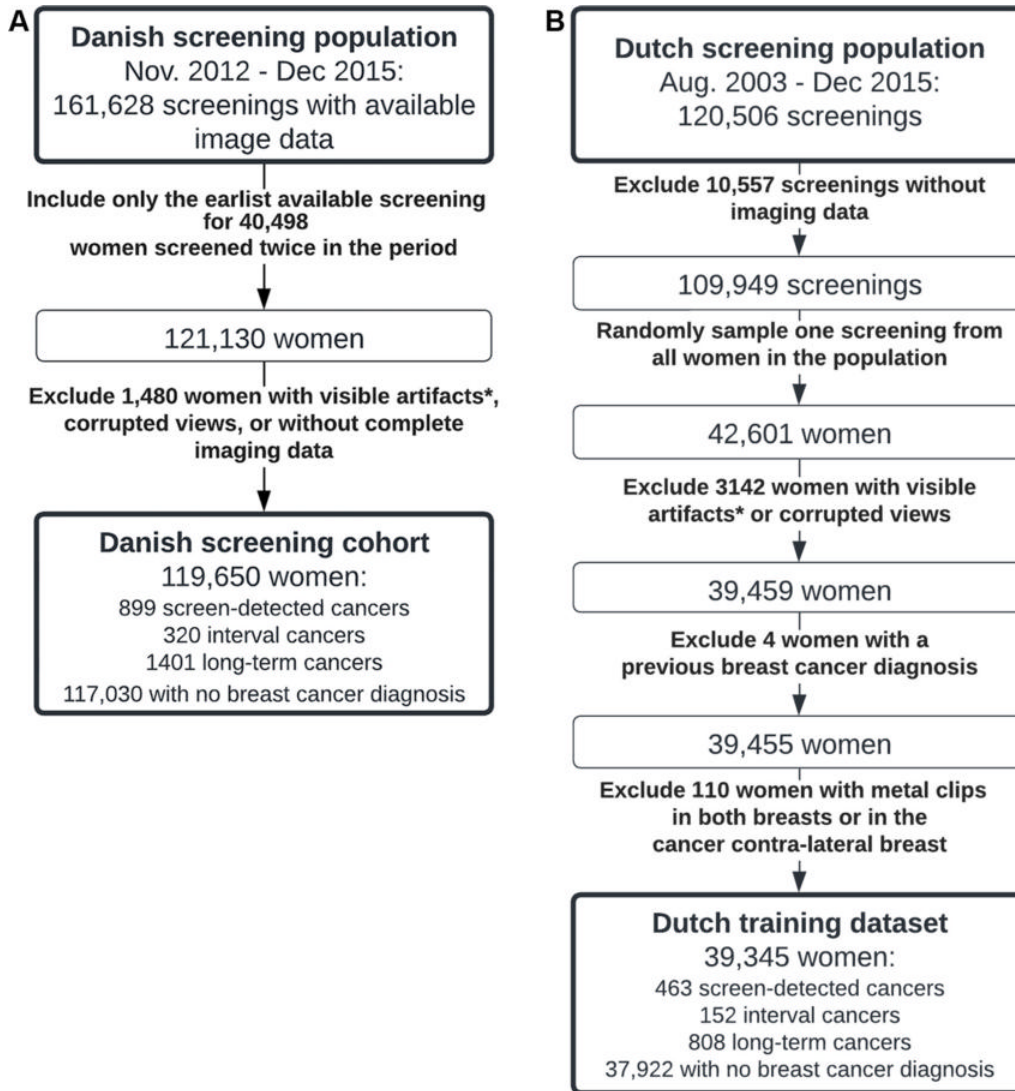 A
Danish screening population
Nov. 2012 - Dec 2015:
161,628 screenings with available
image data
Include only the earlist available screening
for 40,498
women screened twice in the period
121,130 women
Exclude 1,480 women with visible artifacts*,
corrupted views, or without complete
imaging data
Danish screening cohort
119,650 women:
899 screen-detected cancers
320 interval cancers
1401 long-term cancers
117,030 with no breast cancer diagnosis
B
Dutch screening population
Aug. 2003 - Dec 2015:
120,506 screenings
Exclude 10,557 screenings without
imaging data
109,949 screenings
Randomly sample one screening from
all women in the population
42,601 women
Exclude 3142 women with visible
artifacts* or corrupted views
39,459 women
Exclude 4 women with a
previous breast cancer diagnosis
39,455 women
Exclude 110 women with metal clips
in both breasts or in the
cancer contra-lateral breast
Dutch training dataset
39,345 women:
463 screen-detected cancers
152 interval cancers
808 long-term cancers
37,922 with no breast cancer diagnosis